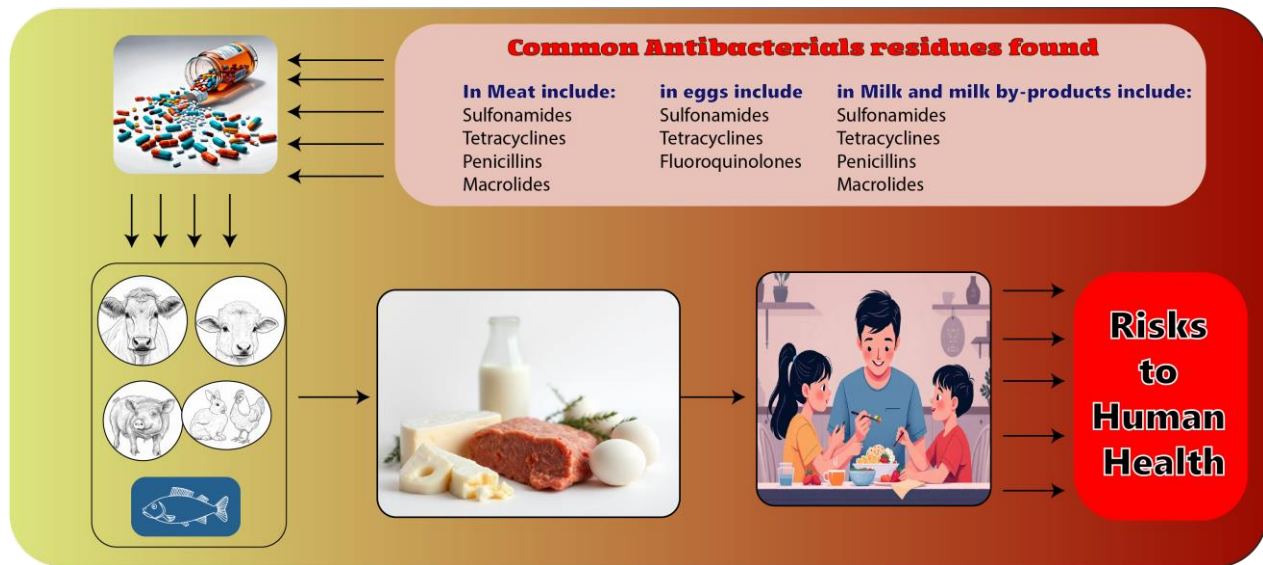 Common Antibacterials residues found
In Meat include:
Sulfonamides
Tetracyclines
Penicillins
Macrolides
in eggs include
Sulfonamides
Tetracyclines
Fluoroquinolones
in Milk and milk by-products include:
Sulfonamides
Tetracyclines
Penicillins
Macrolides
Risks
to
Human
Health